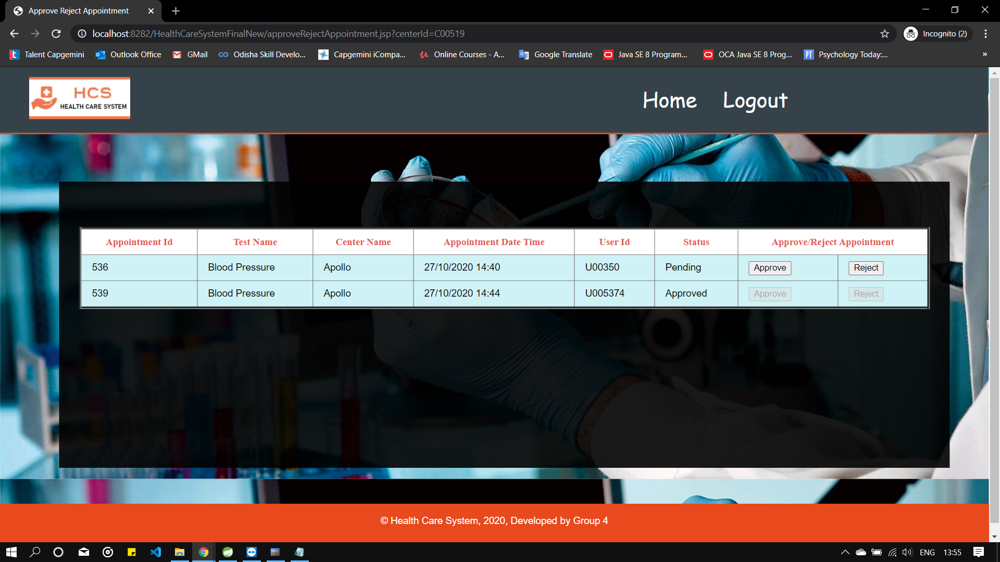 Approve Reject Appointment
localhost:8282/HealthCareSystemFinalNew/approveRejectAppointment.jsp?centerId=C00519
Incognito (2)
Talent Capgemini Outlook Office GMail Odisha Skill Develo... Capgemini iCompa... Online Courses - A... Google Translate Java SE 8 Program... OCA Java SE 8 Prog... PT Psychology Today:... »
HCS
HEALTH CARE SYSTEM
Home Logout
Appointment Id Test Name Center Name Appointment Date Time User Id Status Approve/Reject Appointment
536 Blood Pressure Apollo 27/10/2020 14:40 U00350 Pending Approve Reject
539 Blood Pressure Apollo 27/10/2020 14:44 U005374 Approved Approve Reject
© Health Care System, 2020, Developed by Group 4
ENG 13:55